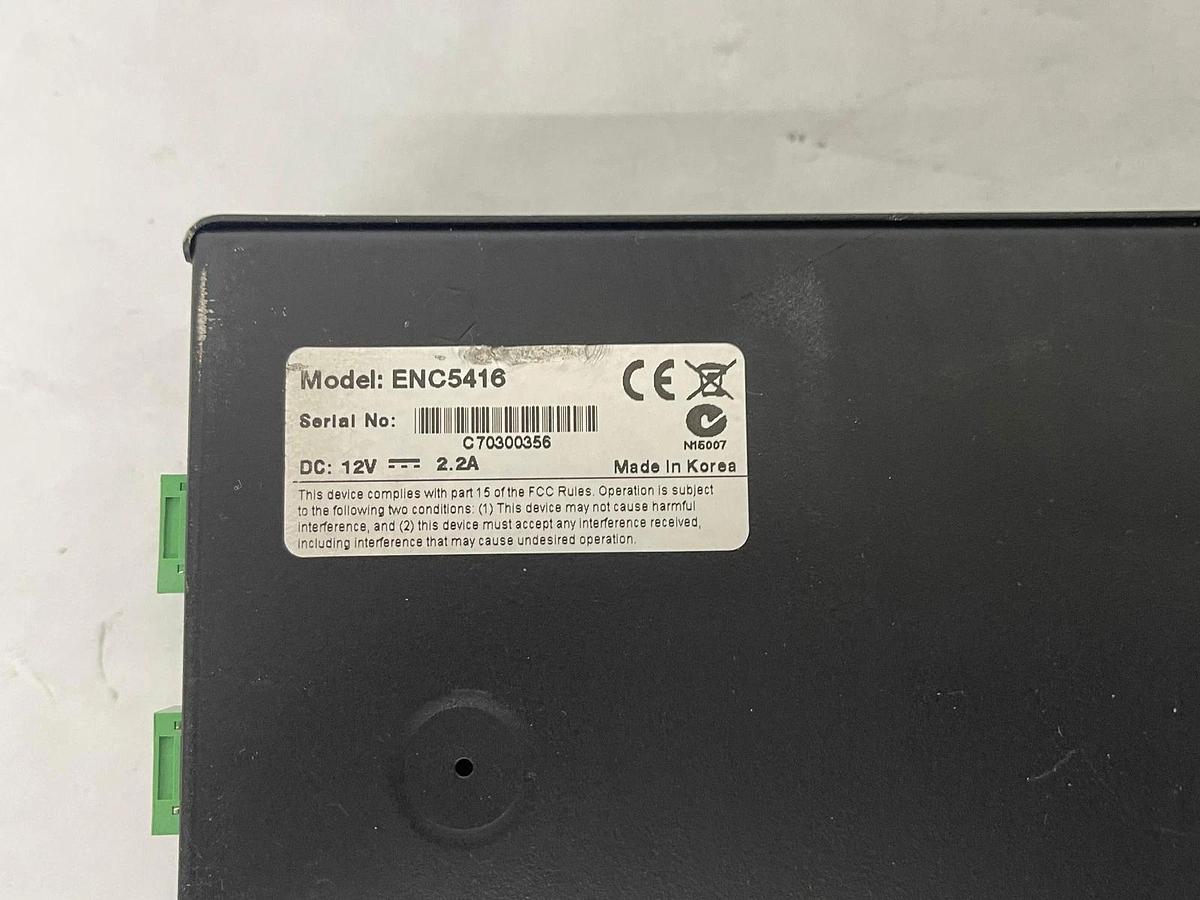 Model: ENC5416
CE
Serial No:
C70300356
N15007
DC: 12V 2.2A
Made In Korea
This device complies with part 15 of the FCC Rules. Operation is subject
to the following two conditions: (1) This device may not cause harmful
interference, and (2) this device must accept any interference received,
including interference that may cause undesired operation.